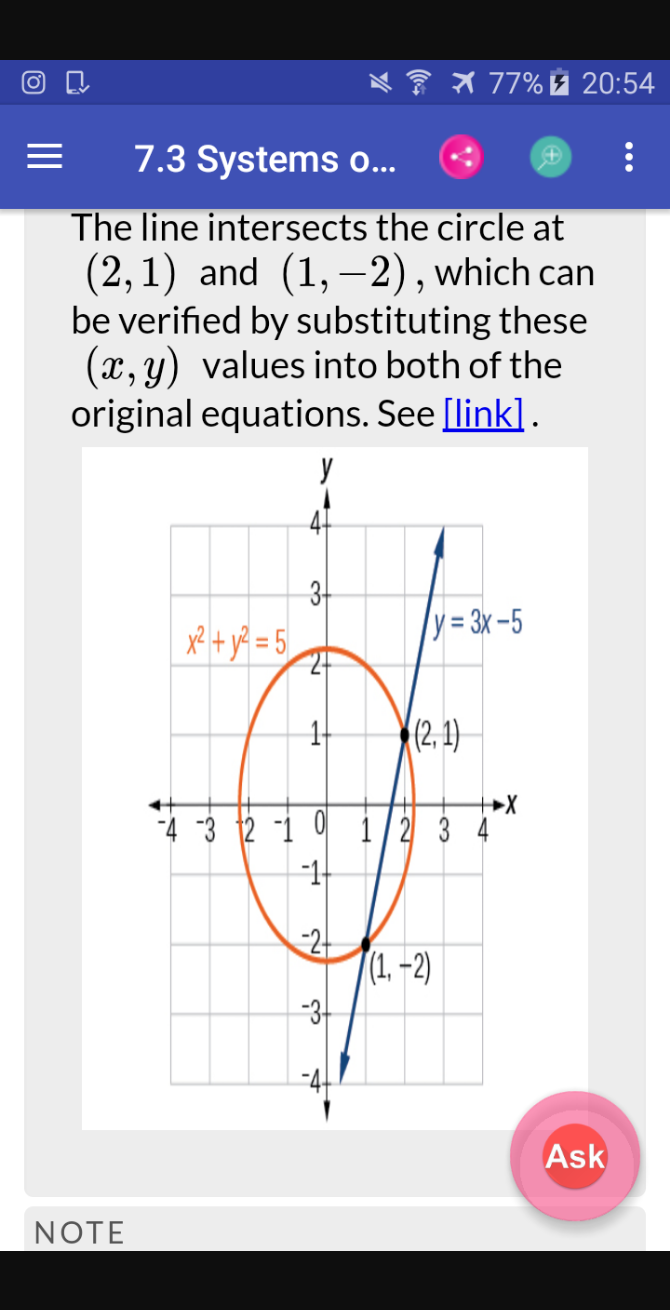 77% 20:54
7.3 Systems o...
The line intersects the circle at
(2, 1) and (1, −2), which can
be verified by substituting these
(x, y) values into both of the
original equations. See [link].
y
4
3
y = 3x −5
x² + y² = 5
2
1
(2, 1)
x
-4 -3 -2 -1 0 1 2 3 4
-1
-2
(1, −2)
-3
-4
Ask
NOTE